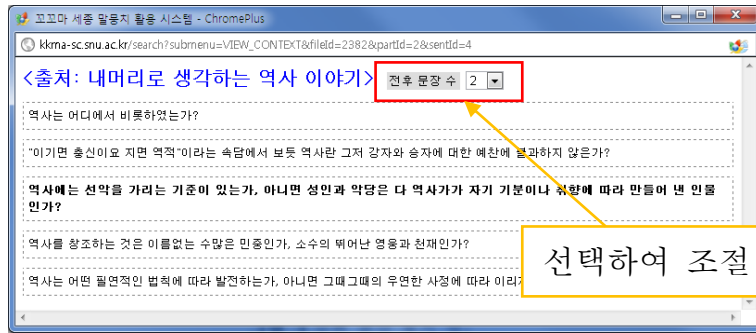 꼬꼬마 세종 말뭉치 활용 시스템 - ChromePlus
kkma-sc.snu.ac.kr/search?submenu=VIEW_CONTEXT&fileId=2382&partId=2&sentId=4
<출처: 내머리로 생각하는 역사 이야기> 전후 문장 수 2
역사는 어디에서 비롯하였는가?
"이기면 충신이요 지면 역적"이라는 속담에서 보듯 역사란 그저 강자와 승자에 대한 예찬에 불과하지 않은가?
역사에는 선악을 가리는 기준이 있는가, 아니면 성인과 악당은 다 역사가가 자기 기분이나 취향에 따라 만들어 낸 인물
인가?
역사를 창조하는 것은 이름없는 수많은 민중인가, 소수의 뛰어난 영웅과 천재인가?
선택하여 조절
역사는 어떤 필연적인 법칙에 따라 발전하는가, 아니면 그때그때의 우연한 사정에 따라